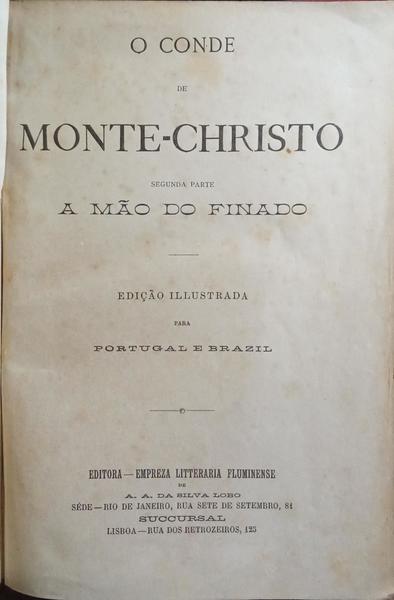 O CONDE
DE
MONTE-CHRISTO
SEGUNDA PARTE
A MÃO DO FINADO
EDIÇÃO ILLUSTRADA
PARA
PORTUGAL E BRAZIL
EDITORA — EMPREZA LITTERARIA FLUMINENSE
DE
A. A. DA SILVA LOBO
SÉDE — RIO DE JANEIRO, RUA SETE DE SETEMBRO, 81
SUCCURSAL
LISBOA — RUA DOS RETROZEIROS, 125